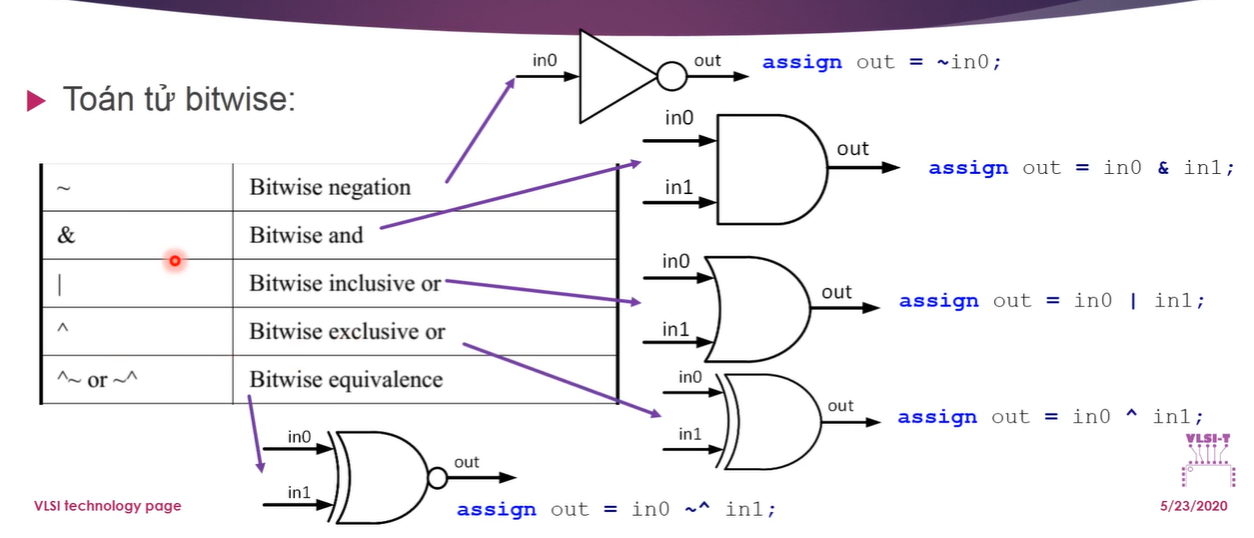 Toán tử bitwise:
~ Bitwise negation
& Bitwise and
| Bitwise inclusive or
^ Bitwise exclusive or
^~ or ~^ Bitwise equivalence
in0 out assign out = ~in0;
in0
in1
out
assign out = in0 & in1;
in0
in1
out
assign out = in0 | in1;
in0
in1
out
assign out = in0 ^ in1;
in0
in1
out
assign out = in0 ~^ in1;
VLSI-T
VLSI technology page
5/23/2020